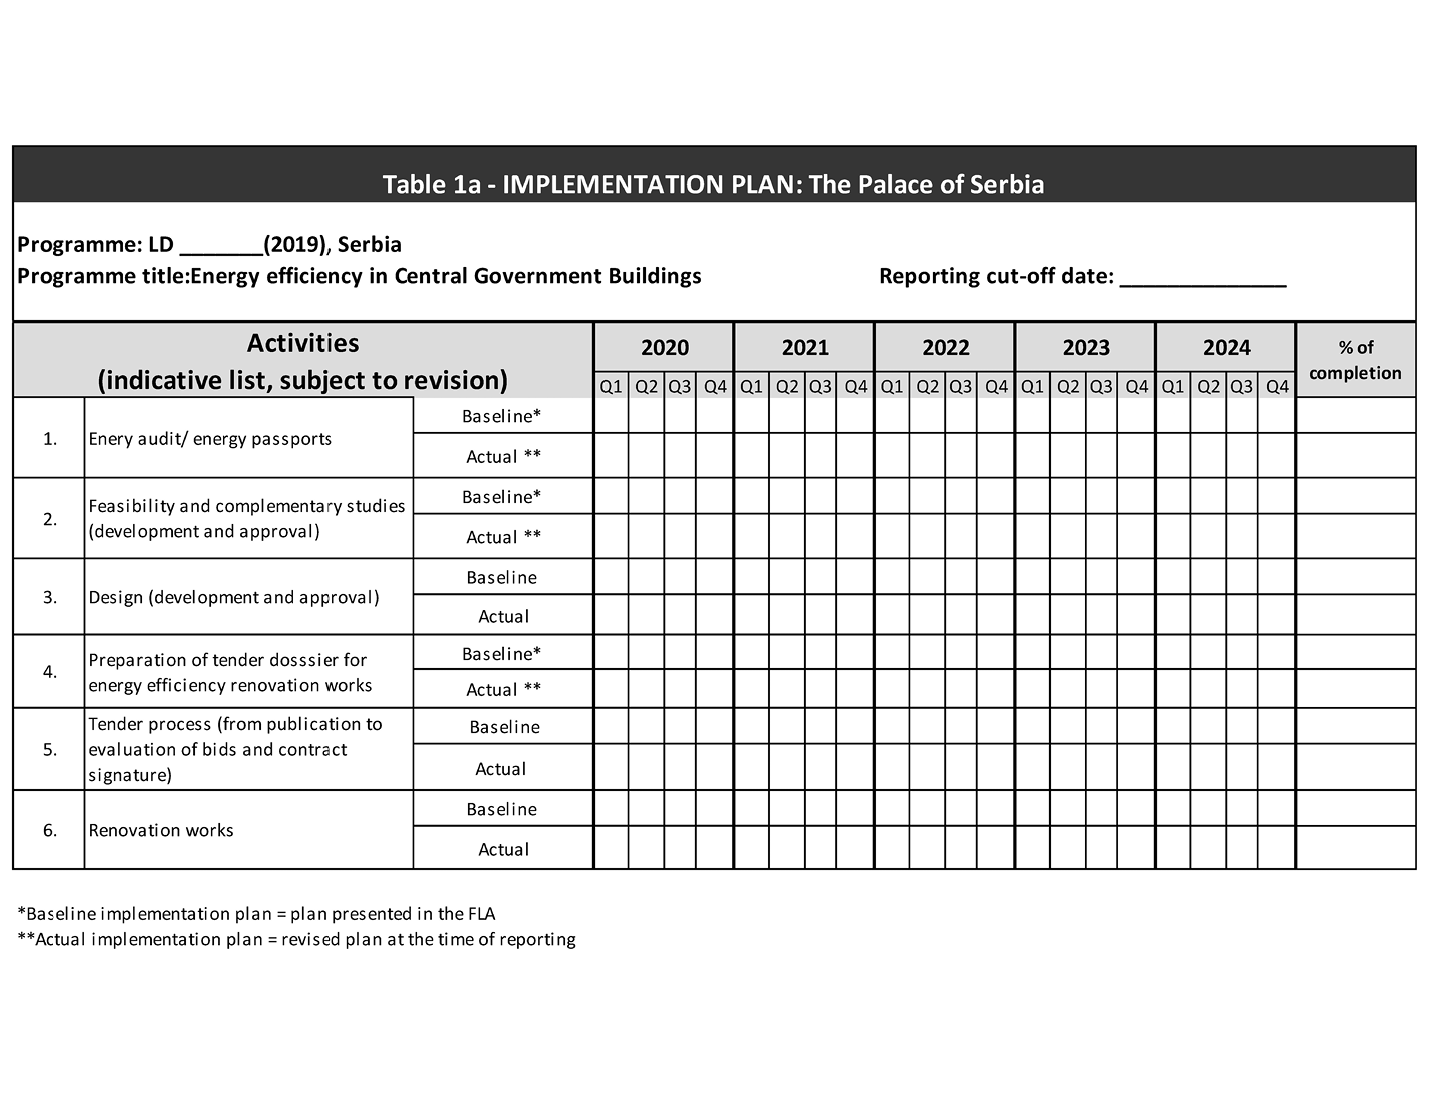 Table 1a - IMPLEMENTATION PLAN: The Palace of Serbia
Programme: LD _______(2019), Serbia
Programme title:Energy efficiency in Central Government Buildings
Reporting cut-off date: ______________
Activities
(indicative list, subject to revision)
2020 2021 2022 2023 2024
% of
completion
Q1 Q2 Q3 Q4 Q1 Q2 Q3 Q4 Q1 Q2 Q3 Q4 Q1 Q2 Q3 Q4 Q1 Q2 Q3 Q4
1.
Enery audit/ energy passports
Baseline*
Actual **
2.
Feasibility and complementary studies
(development and approval)
Baseline*
Actual **
3.
Design (development and approval)
Baseline
Actual
4.
Preparation of tender dosssier for
energy efficiency renovation works
Baseline*
Actual **
5.
Tender process (from publication to
evaluation of bids and contract
signature)
Baseline
Actual
6.
Renovation works
Baseline
Actual
*Baseline implementation plan = plan presented in the FLA
**Actual implementation plan = revised plan at the time of reporting